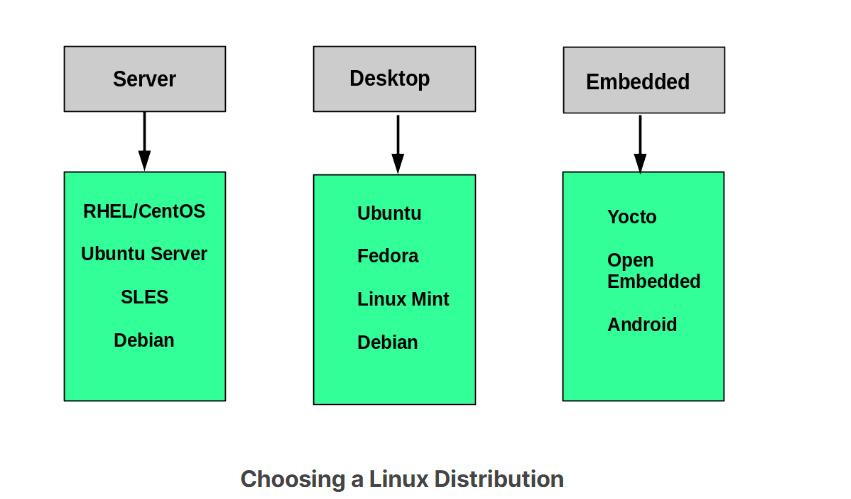 Server
RHEL/CentOS
Ubuntu Server
SLES
Debian
Desktop
Ubuntu
Fedora
Linux Mint
Debian
Embedded
Yocto
Open
Embedded
Android
Choosing a Linux Distribution